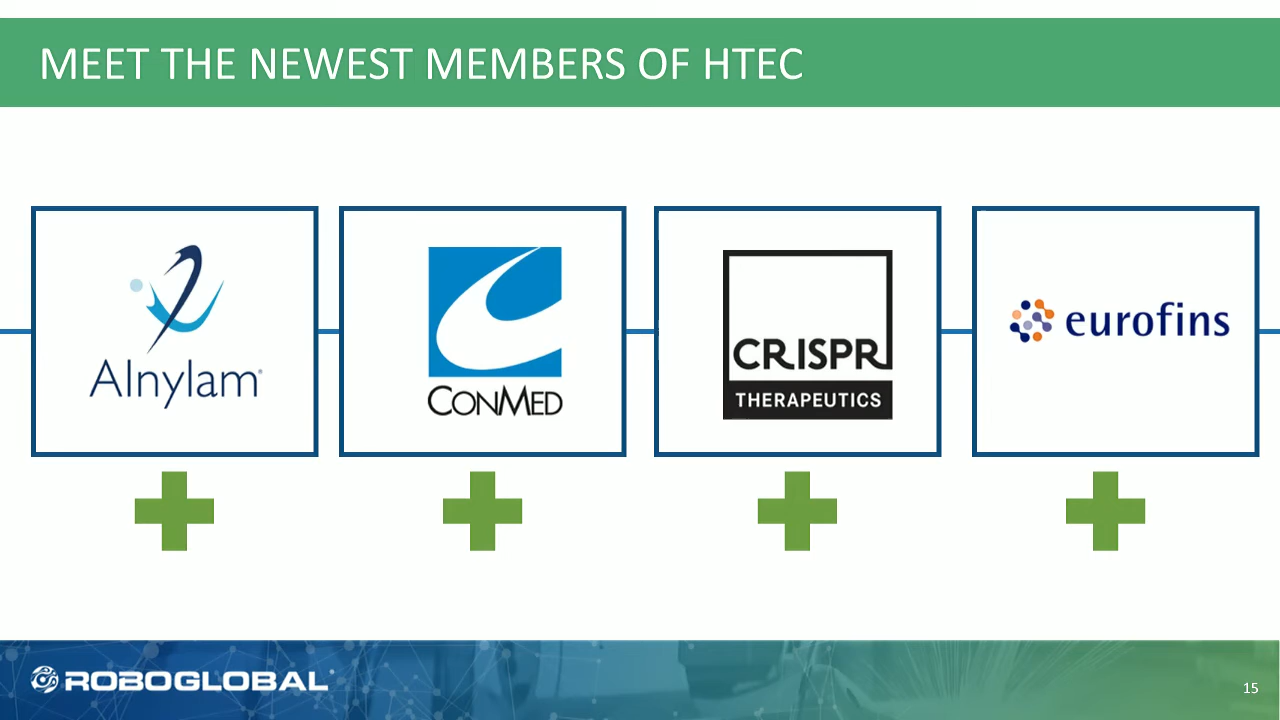 MEET THE NEWEST MEMBERS OF HTEC
Alnylam®
CONMED
CRISPR
THERAPEUTICS
eurofins
ROBOGLOBAL®
15